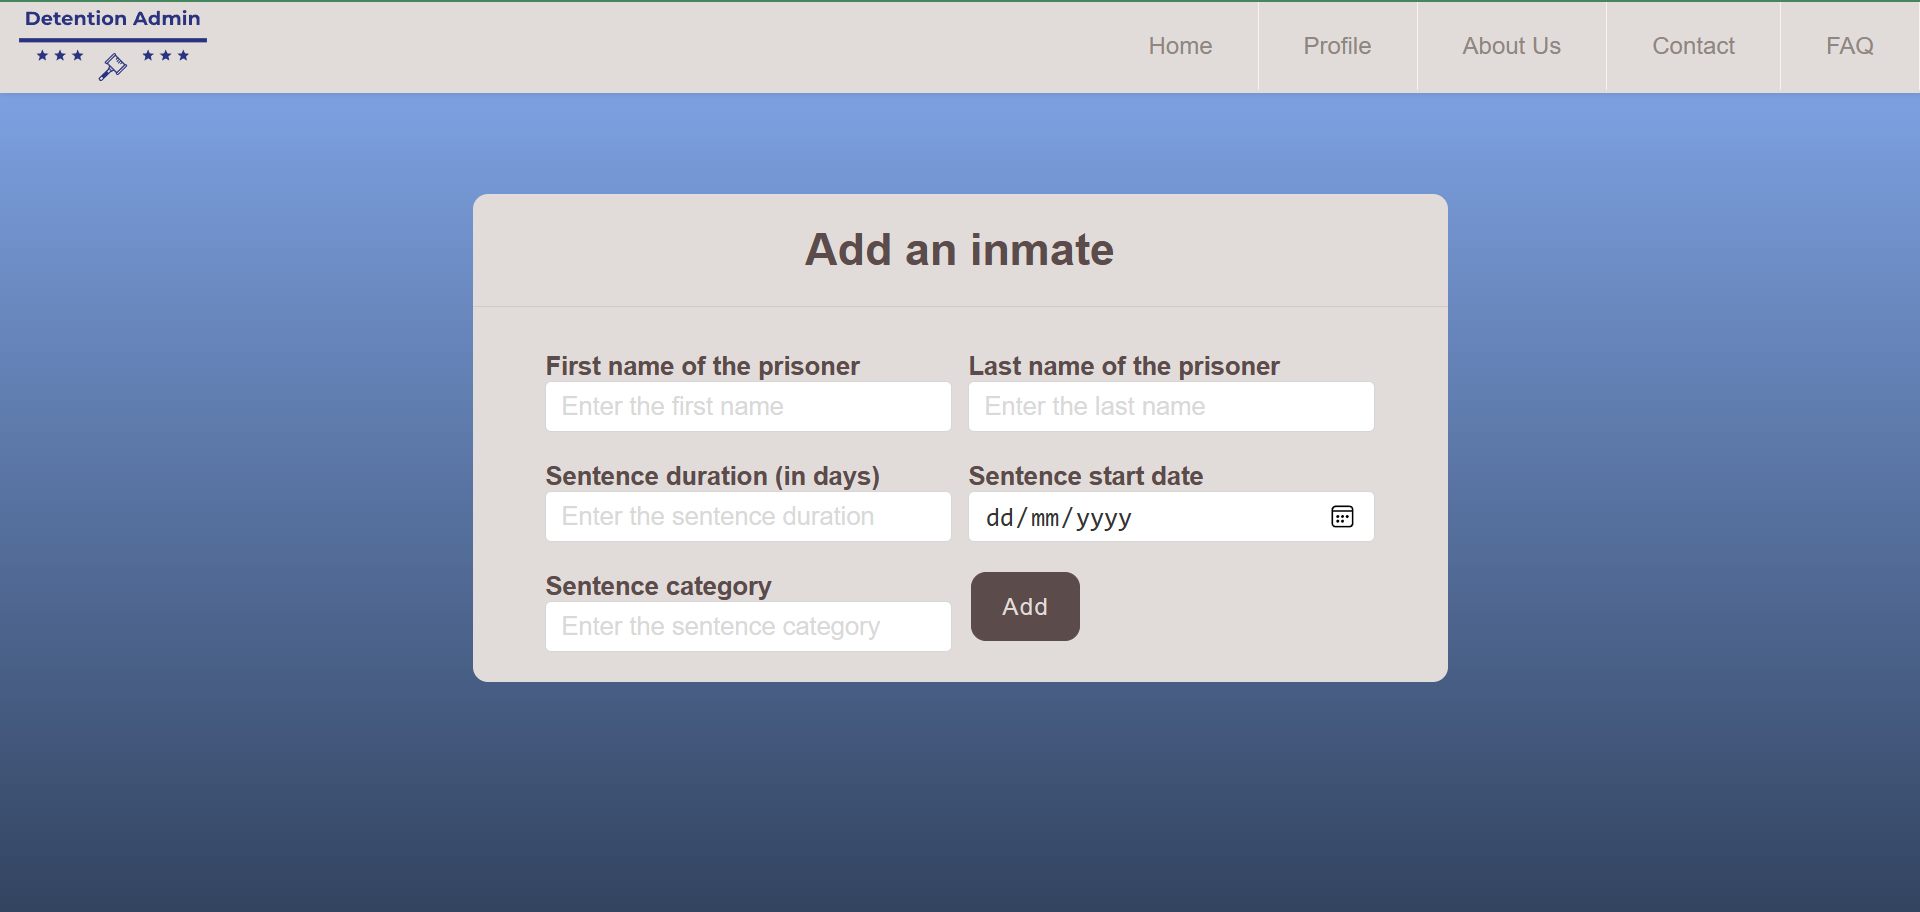 Detention Admin
Home
Profile
About Us
Contact
FAQ
Add an inmate
First name of the prisoner
Last name of the prisoner
Enter the first name
Enter the last name
Sentence duration (in days)
Sentence start date
Enter the sentence duration
dd/mm/yyyy
Sentence category
Enter the sentence category
Add